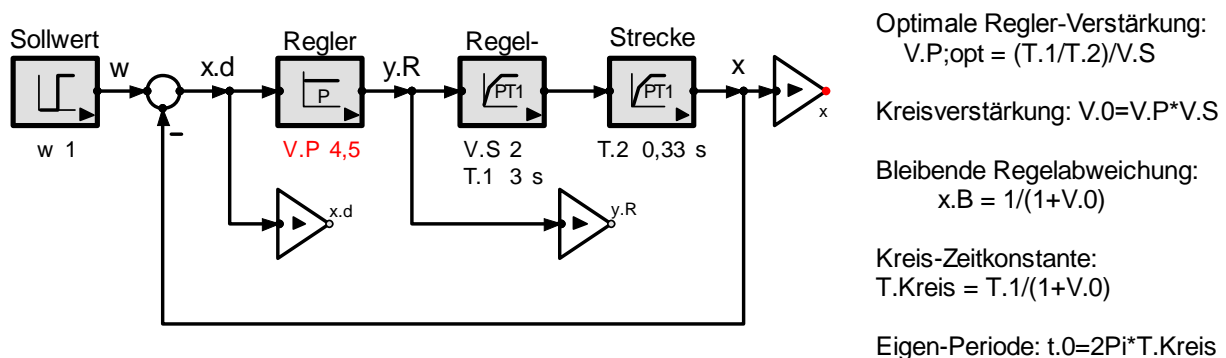 Sollwert
Regler
Regel-
Strecke
w
x.d
y.R
x
P
PT1
PT1
x
−
w 1
V.P 4,5
V.S 2
T.1 3 s
T.2 0,33 s
x.d
y.R
Optimale Regler-Verstärkung:
V.P;opt = (T.1/T.2)/V.S
Kreisverstärkung: V.0=V.P*V.S
Bleibende Regelabweichung:
x.B = 1/(1+V.0)
Kreis-Zeitkonstante:
T.Kreis = T.1/(1+V.0)
Eigen-Periode: t.0=2Pi*T.Kreis